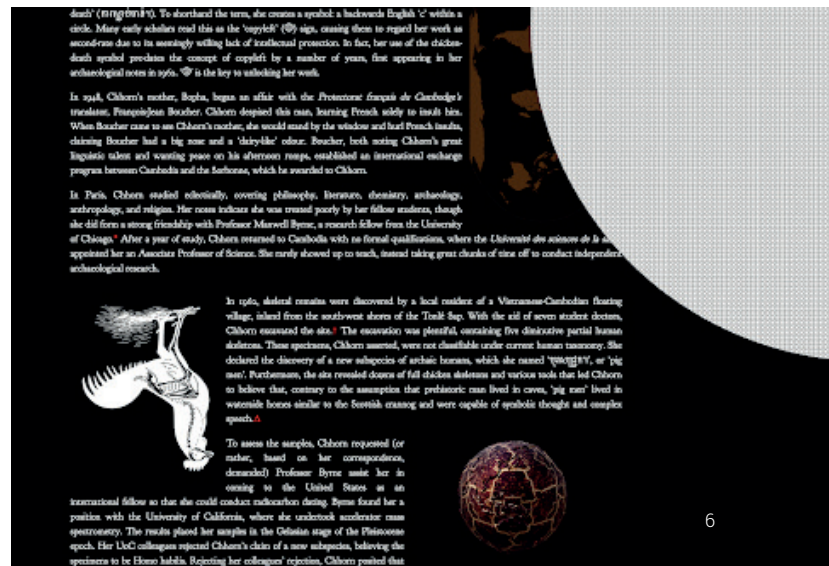 death' ( ). To shorthand the term, she creates a symbol: a backwards English 'c' within a
circle. Many early scholars read this as the 'copyleft' ( ) sign, causing them to regard her work as
second-rate due to its seemingly willing lack of intellectual protection. In fact, her use of the chicken-
death symbol pre-dates the concept of copyleft by a number of years, first appearing in her
archaeological notes in 1960. is the key to unlocking her work.
In 1948, Chhorn's mother, Bopha, began an affair with the Protectorat français du Cambodge's
translator, François-Jean Boucher. Chhorn despised this man, learning French solely to insult him.
When Boucher came to see Chhorn's mother, she would stand by the window and hurl French insults,
claiming Boucher had a big nose and a 'dairy-like' odour. Boucher, both noting Chhorn's great
linguistic talent and wanting peace on his afternoon romps, established an international exchange
program between Cambodia and the Sorbonne, which he awarded to Chhorn.
In Paris, Chhorn studied eclectically, covering philosophy, literature, chemistry, archaeology,
anthropology, and religion. Her notes indicate she was treated poorly by her fellow students, though
she did form a strong friendship with Professor Maxwell Byrne, a research fellow from the University
of Chicago. After a year of study, Chhorn returned to Cambodia with no formal qualifications, where the Université des sciences de la
appointed her an Associate Professor of Science. She rarely showed up to teach, instead taking great chunks of time off to conduct independent
archaeological research.
In 1960, skeletal remains were discovered by a local resident of a Vietnamese-Cambodian floating
village, inland from the south-west shores of the Tonlé Sap. With the aid of seven student doctors,
Chhorn excavated the site. The excavation was plentiful, containing five diminutive partial human
skeletons. These specimens, Chhorn asserted, were not classifiable under current human taxonomy. She
declared the discovery of a new subspecies of archaic humans, which she named ' ', or 'pig
men'. Furthermore, the site revealed dozens of full chicken skeletons and various tools that led Chhorn
to believe that, contrary to the assumption that prehistoric man lived in caves, 'pig men' lived in
waterside homes similar to the Scottish crannog and were capable of symbolic thought and complex
speech.Δ
To assess the samples, Chhorn requested (or
rather, based on her correspondence,
demanded) Professor Byrne assist her in
coming to the United States as an
international fellow so that she could conduct radiocarbon dating. Byrne found her a
position with the University of California, where she undertook accelerator mass
spectrometry. The results placed her samples in the Gelasian stage of the Pleistocene
epoch. Her UoC colleagues rejected Chhorn's claim of a new subspecies, believing the
specimens to be Homo habilis. Rejecting her colleagues' rejection, Chhorn posited that
6